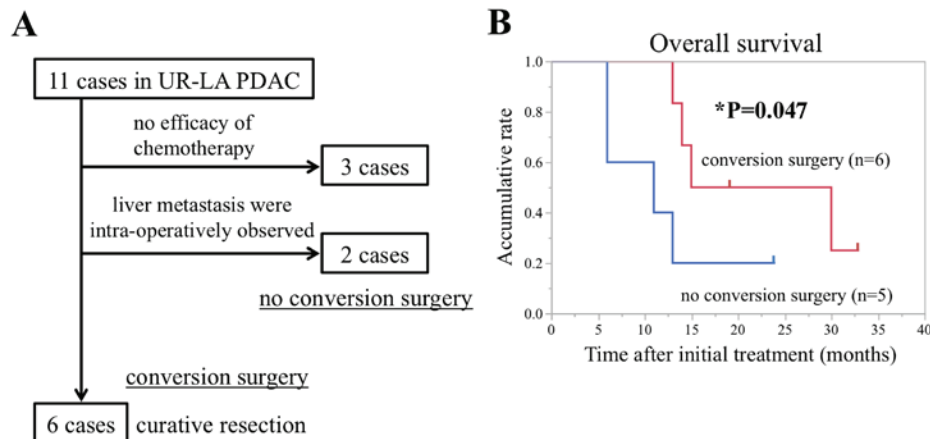 A
11 cases in UR-LA PDAC
no efficacy of
chemotherapy
3 cases
liver metastasis were
intra-operatively observed
2 cases
no conversion surgery
conversion surgery
6 cases
curative resection
B
Overall survival
*P=0.047
conversion surgery (n=6)
no conversion surgery (n=5)
Accumulative rate
1.0
0.8
0.6
0.4
0.2
0.0
0 5 10 15 20 25 30 35 40
Time after initial treatment (months)